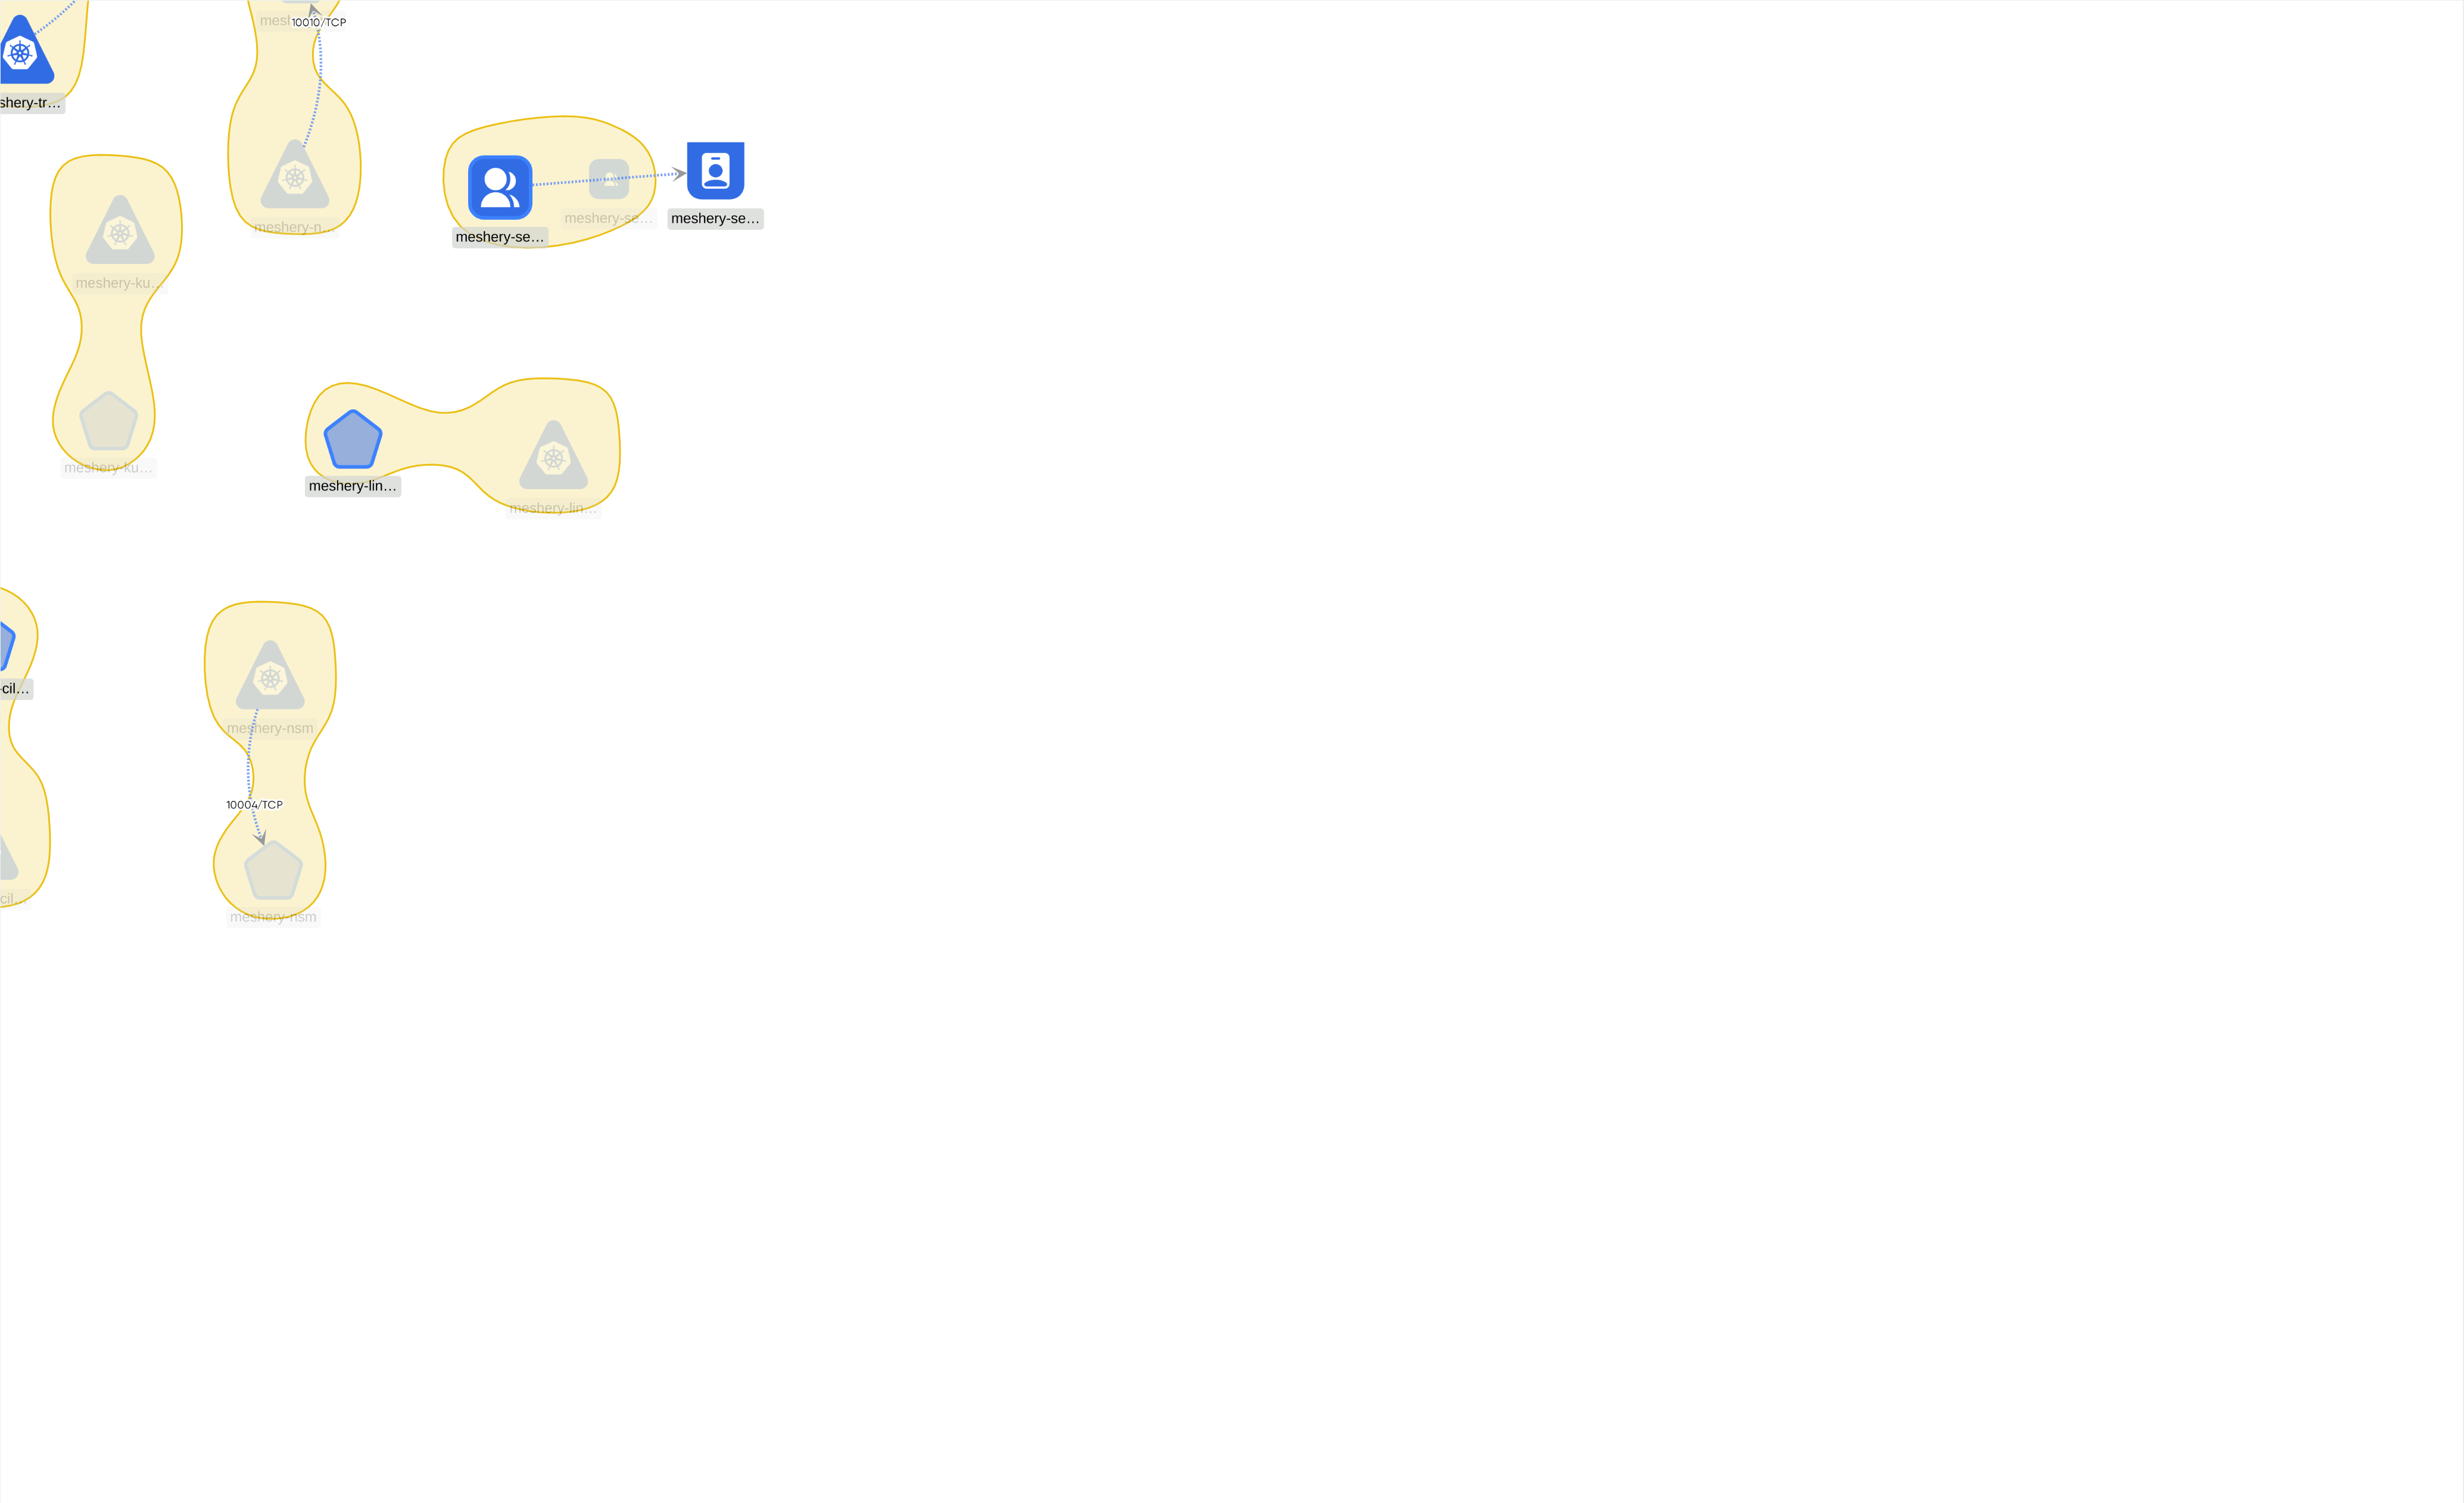 mesh
10010/TCP
shery-tr…
meshery-n…
meshery-se…
meshery-se…
meshery-se…
meshery-ku…
meshery-ku…
meshery-lin…
meshery-lin…
cil…
meshery-nsm
10004/TCP
cil…
meshery-nsm